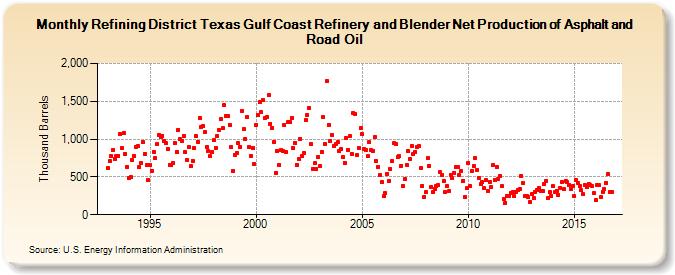 Monthly Refining District Texas Gulf Coast Refinery and Blender Net Production of Asphalt and
Road Oil
Thousand Barrels
2,000
1,500
1,000
500
0
1995
2000
2005
2010
2015
Source: U.S. Energy Information Administration